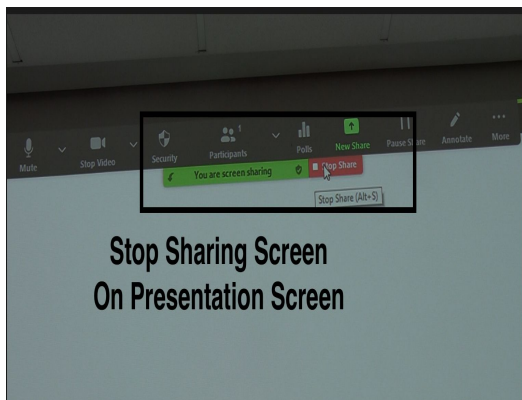 Mute
Stop Video
Security
Participants
1
Polls
New Share
Pause Share
Annotate
More
You are screen sharing
Stop Share
Stop Share (Alt+S)
Stop Sharing Screen
On Presentation Screen